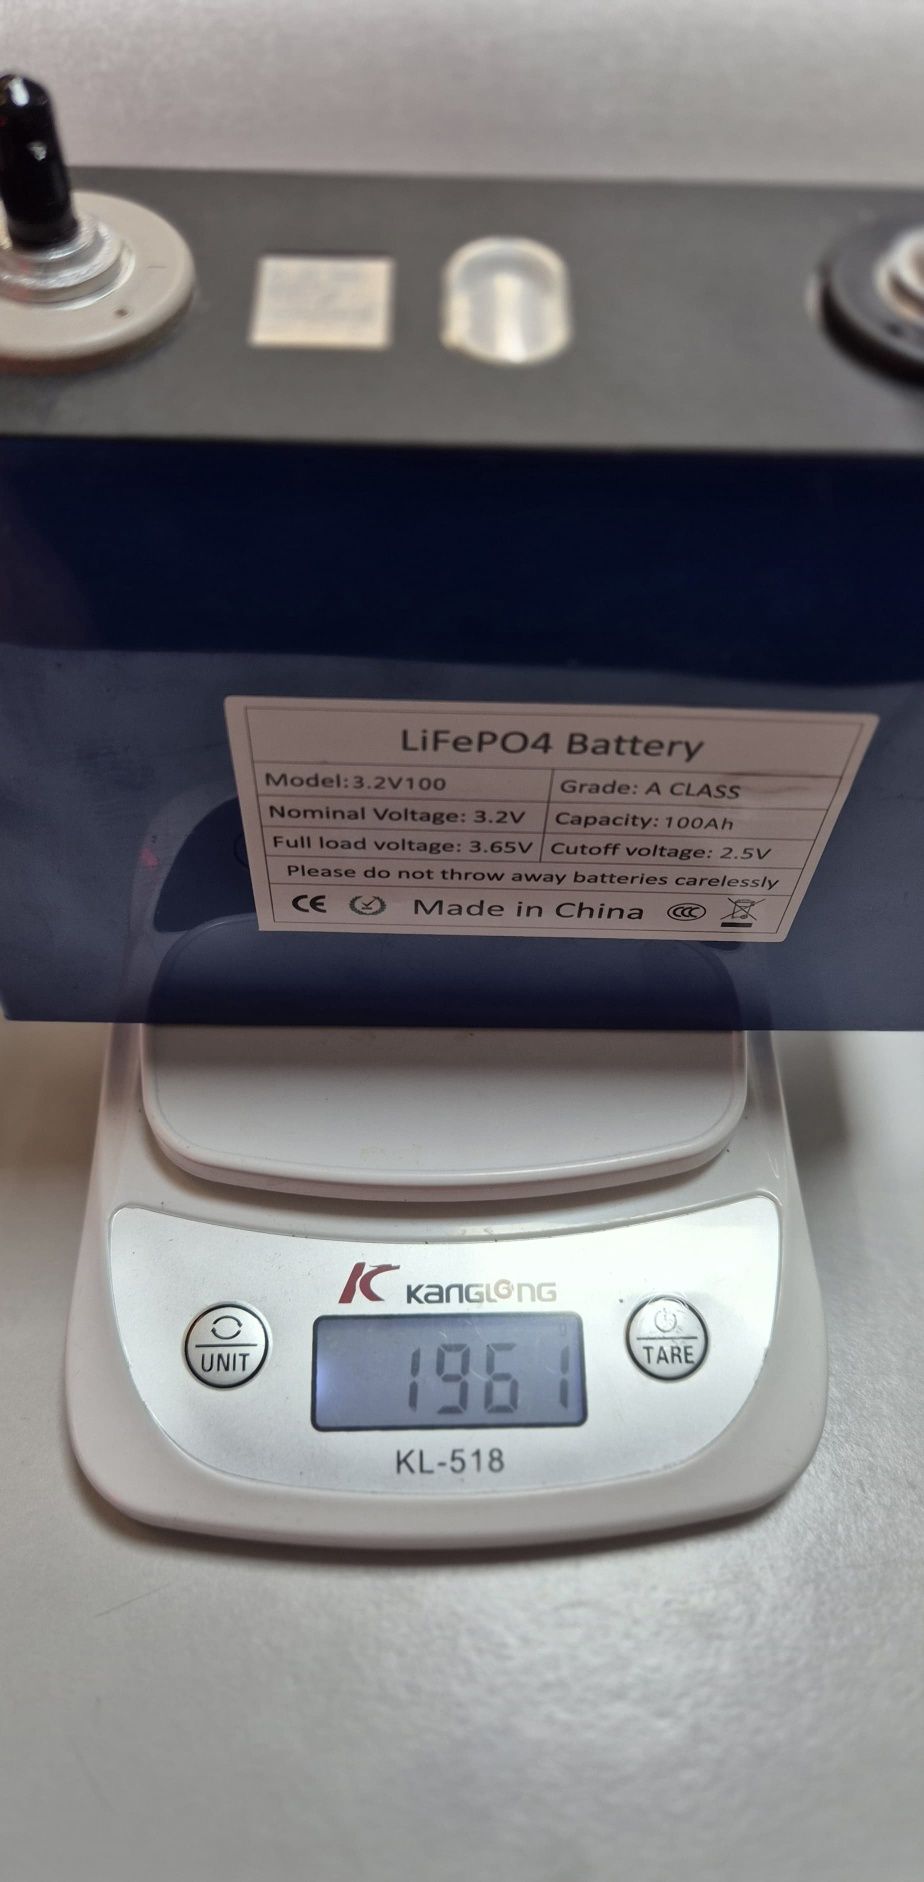 LiFePO4 Battery
Model:3.2V100 Grade: A CLASS
Nominal Voltage: 3.2V Capacity: 100Ah
Full load voltage: 3.65V Cutoff voltage: 2.5V
Please do not throw away batteries carelessly
CE Made in China CCC
K KANGLONG
UNIT 1961 TARE
KL-518